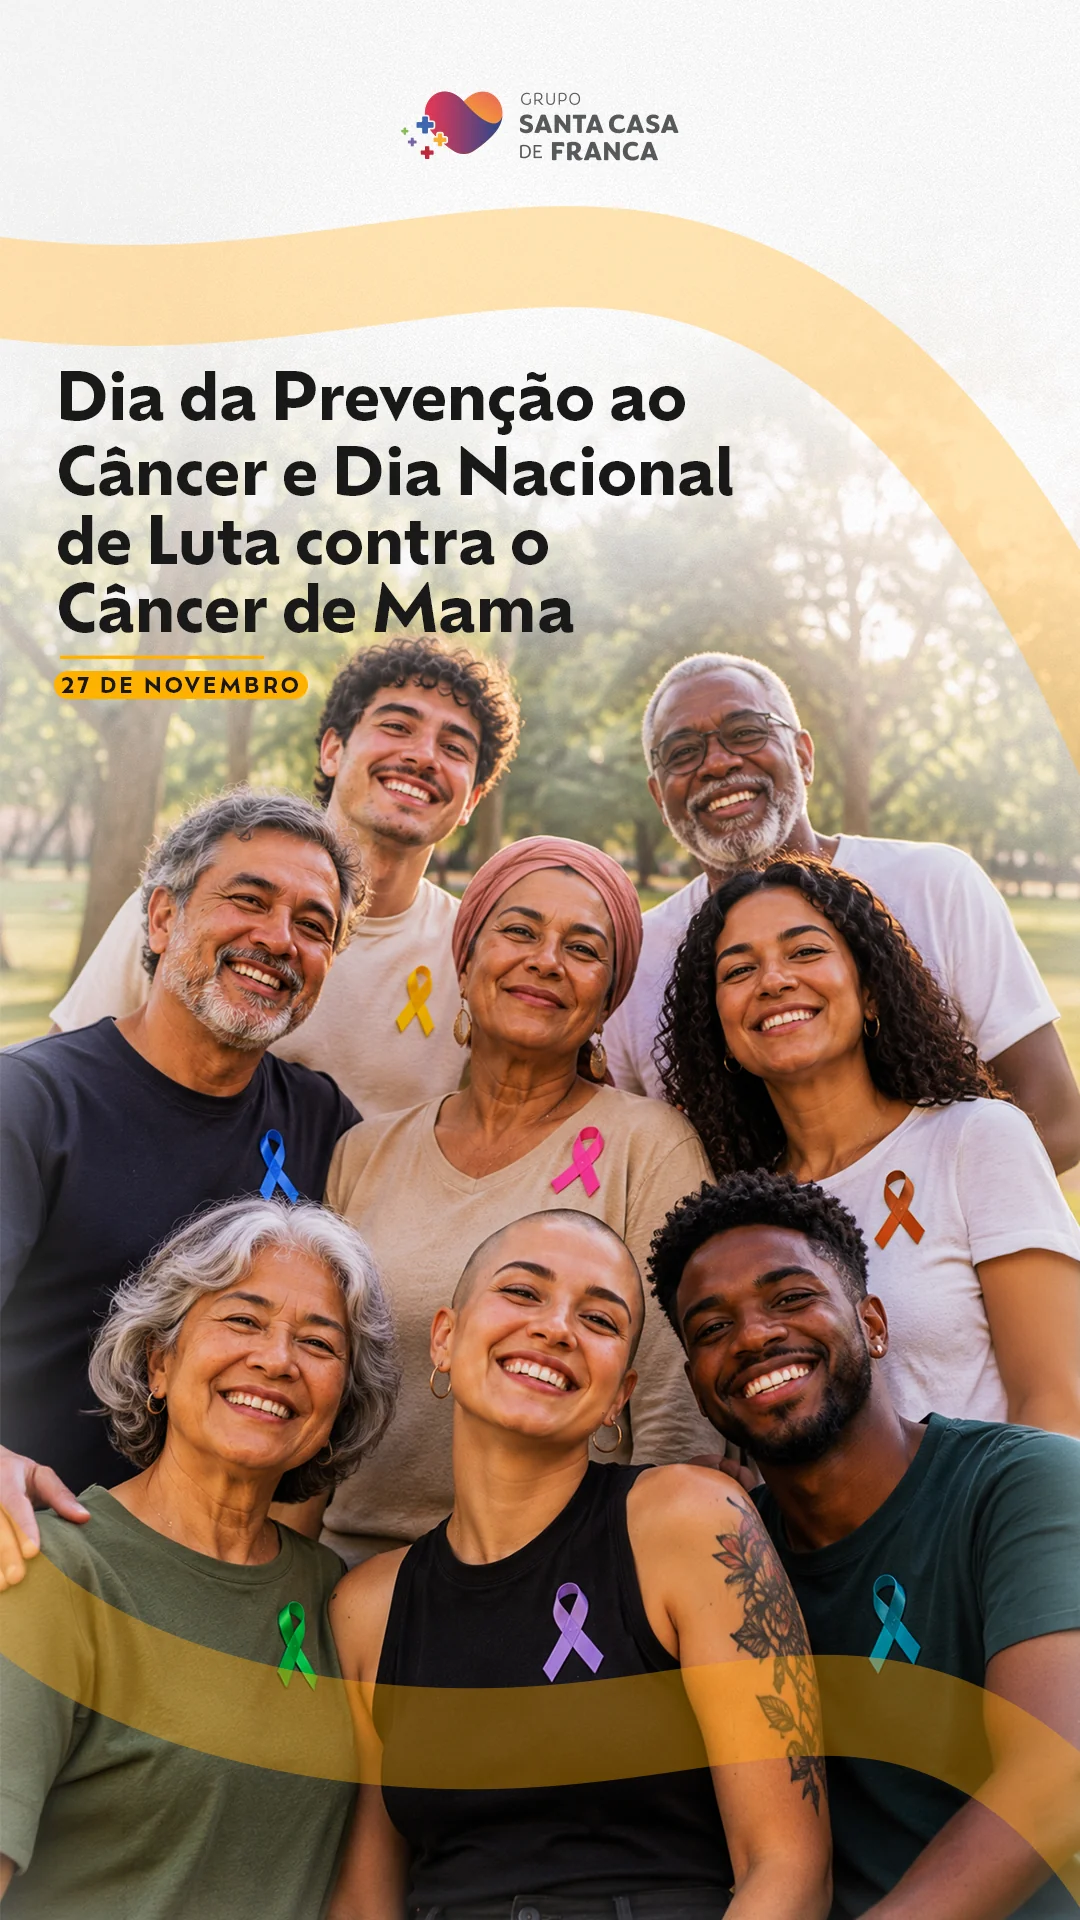 GRUPO
SANTA CASA
DE FRANCA
Dia da Prevenção ao
Câncer e Dia Nacional
de Luta contra o
Câncer de Mama
27 DE NOVEMBRO